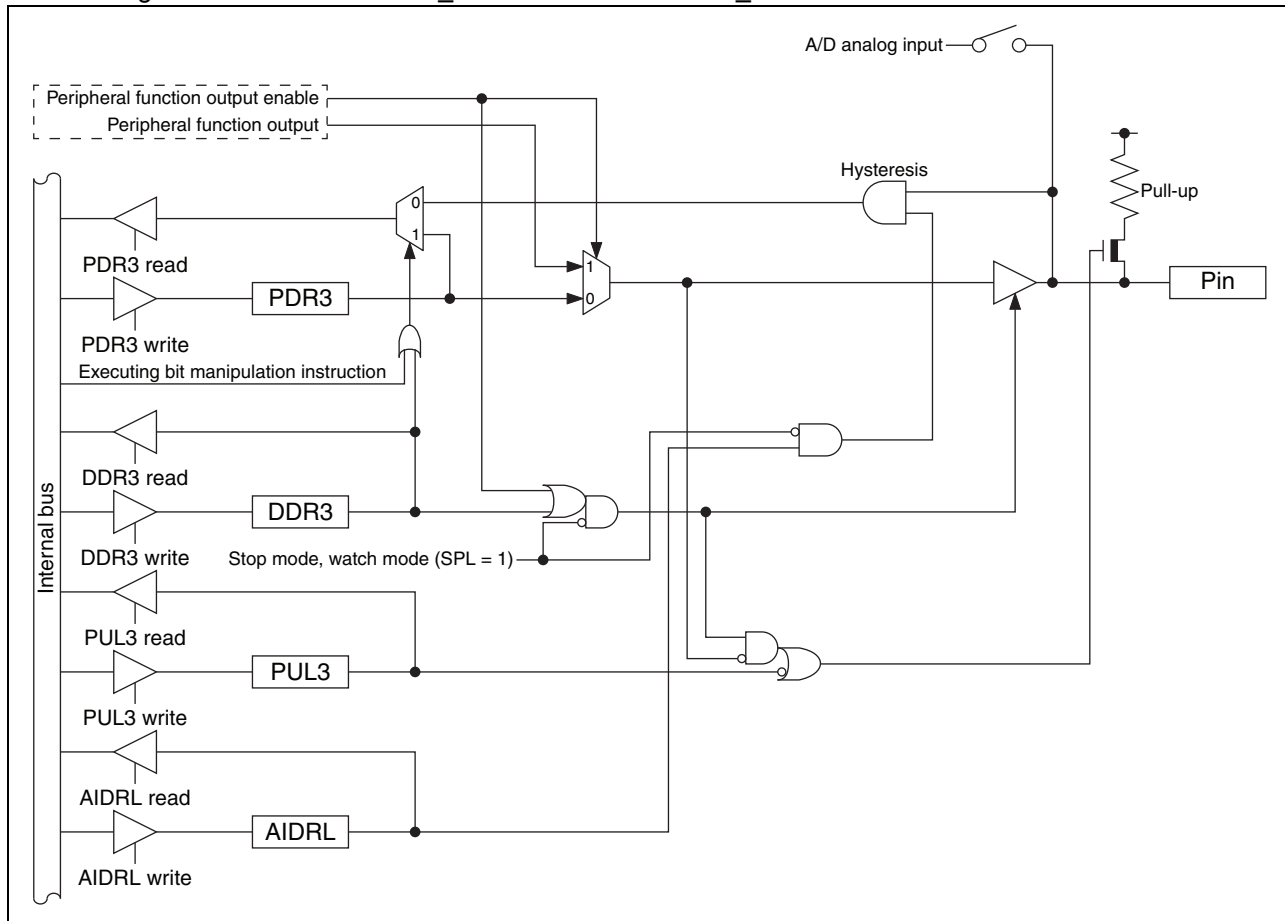 A/D analog input
Peripheral function output enable
Peripheral function output
Hysteresis
Pull-up
0
1
PDR3 read
1
0
Pin
PDR3
PDR3 write
Executing bit manipulation instruction
DDR3 read
DDR3
DDR3 write
Stop mode, watch mode (SPL = 1)
Internal bus
PUL3 read
PUL3
PUL3 write
AIDRL read
AIDRL
AIDRL write